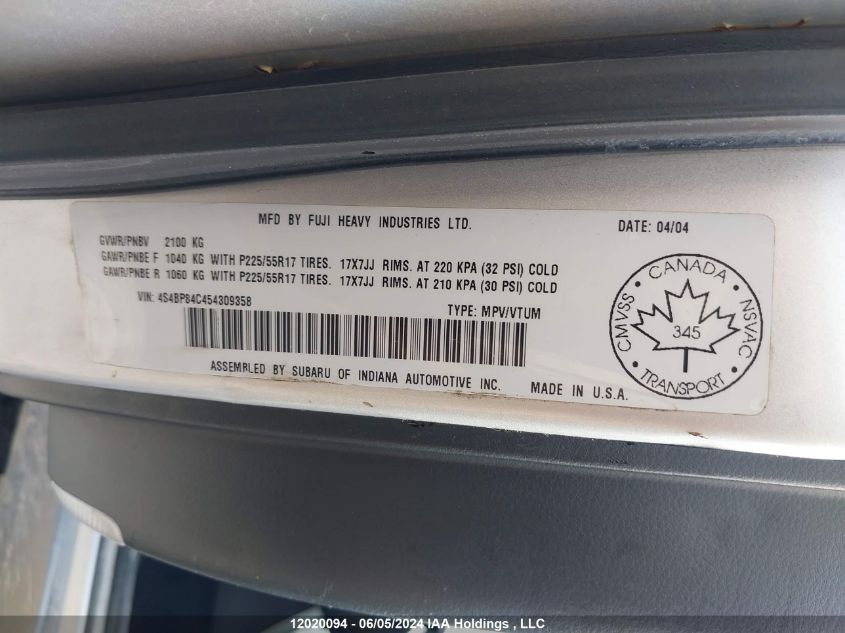 MFD BY FUJI HEAVY INDUSTRIES LTD. DATE: 04/04
GVWR/PNBV 2100 KG
GAWR/PNBE F 1040 KG WITH P225/55R17 TIRES. 17X7JJ RIMS. AT 220 KPA (32 PSI) COLD
GAWR/PNBE R 1060 KG WITH P225/55R17 TIRES. 17X7JJ RIMS. AT 210 KPA (30 PSI) COLD
VIN: 4S4BP84C454309358 TYPE: MPV/VTUM
ASSEMBLED BY SUBARU OF INDIANA AUTOMOTIVE INC. MADE IN U.S.A.
CANADA
CMVSS
NSVAC
345
TRANSPORT
12020094 - 06/05/2024 IAA Holdings , LLC